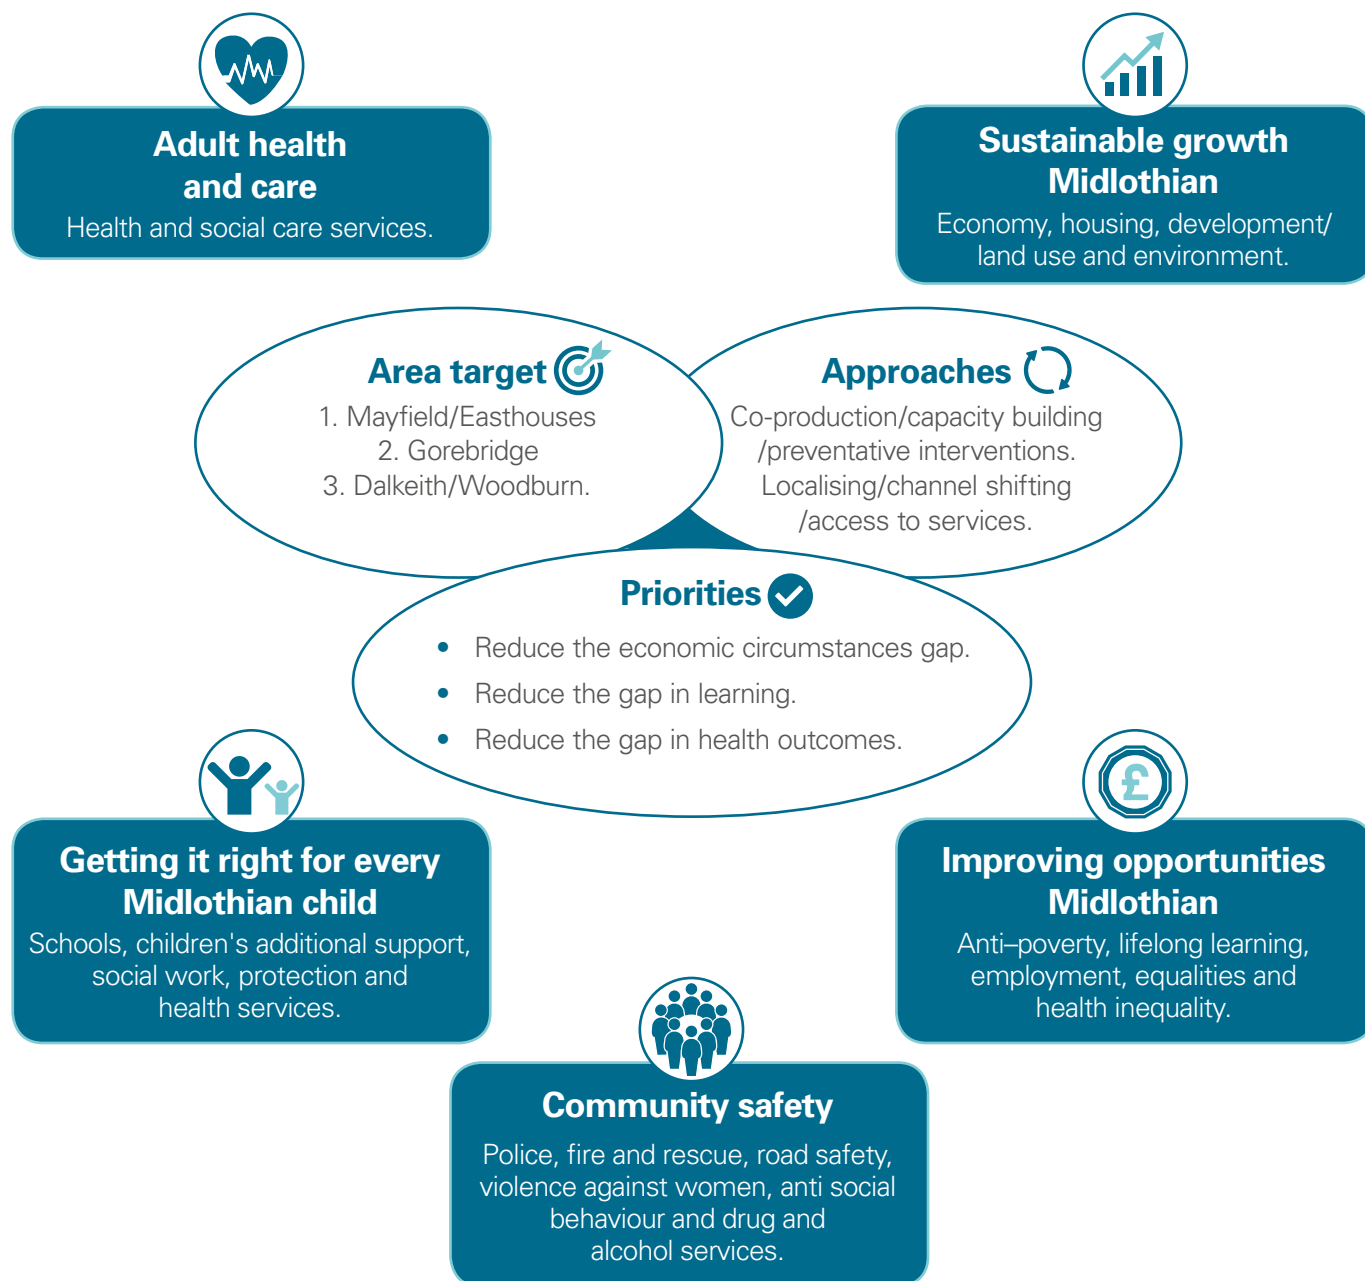 Adult health
and care
Health and social care services.
Sustainable growth
Midlothian
Economy, housing, development/
land use and environment.
Area target
1. Mayfield/Easthouses
2. Gorebridge
3. Dalkeith/Woodburn.
Approaches
Co-production/capacity building
/preventative interventions.
Localising/channel shifting
/access to services.
Priorities
• Reduce the economic circumstances gap.
• Reduce the gap in learning.
• Reduce the gap in health outcomes.
Getting it right for every
Midlothian child
Schools, children's additional support,
social work, protection and
health services.
£
Improving opportunities
Midlothian
Anti–poverty, lifelong learning,
employment, equalities and
health inequality.
Community safety
Police, fire and rescue, road safety,
violence against women, anti social
behaviour and drug and
alcohol services.